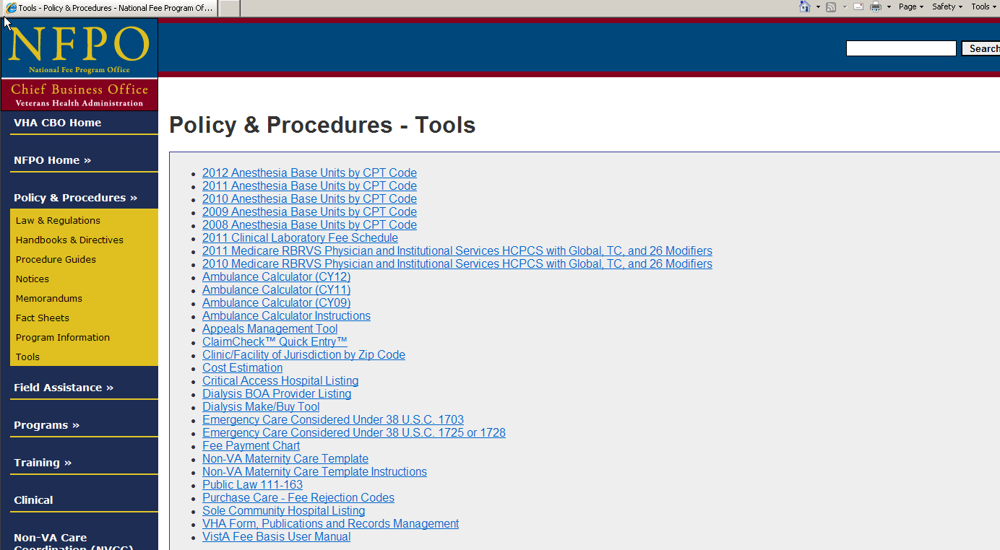 Tools - Policy & Procedures - National Fee Program Of...
Page
Safety
Tools
NFPO
National Fee Program Office
Search
Chief Business Office
Veterans Health Administration
VHA CBO Home
NFPO Home »
Policy & Procedures »
Law & Regulations
Handbooks & Directives
Procedure Guides
Notices
Memorandums
Fact Sheets
Program Information
Tools
Field Assistance »
Programs »
Training »
Clinical
Non-VA Care
Coordination (NVCC)
Policy & Procedures - Tools
2012 Anesthesia Base Units by CPT Code
2011 Anesthesia Base Units by CPT Code
2010 Anesthesia Base Units by CPT Code
2009 Anesthesia Base Units by CPT Code
2008 Anesthesia Base Units by CPT Code
2011 Clinical Laboratory Fee Schedule
2011 Medicare RBRVS Physician and Institutional Services HCPCS with Global, TC, and 26 Modifiers
2010 Medicare RBRVS Physician and Institutional Services HCPCS with Global, TC, and 26 Modifiers
Ambulance Calculator (CY12)
Ambulance Calculator (CY11)
Ambulance Calculator (CY09)
Ambulance Calculator Instructions
Appeals Management Tool
ClaimCheck™ Quick Entry™
Clinic/Facility of Jurisdiction by Zip Code
Cost Estimation
Critical Access Hospital Listing
Dialysis BOA Provider Listing
Dialysis Make/Buy Tool
Emergency Care Considered Under 38 U.S.C. 1703
Emergency Care Considered Under 38 U.S.C. 1725 or 1728
Fee Payment Chart
Non-VA Maternity Care Template
Non-VA Maternity Care Template Instructions
Public Law 111-163
Purchase Care - Fee Rejection Codes
Sole Community Hospital Listing
VHA Form, Publications and Records Management
VistA Fee Basis User Manual